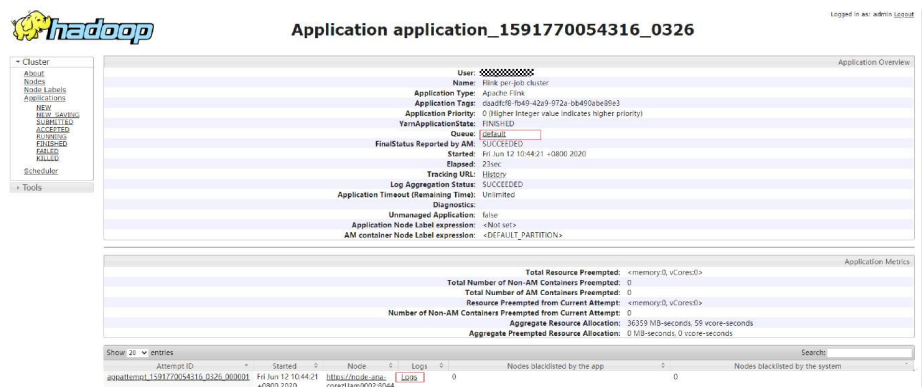 Logged in as: admin Logout
hadoop
Application application_1591770054316_0326
Cluster
About
Nodes
Node Labels
Applications
NEW
NEW_SAVING
SUBMITTED
ACCEPTED
RUNNING
FINISHED
FAILED
KILLED
Scheduler
Tools
Application Overview
User:
Name: Flink per-job cluster
Application Type: Apache Flink
Application Tags: daadfcf8-fb49-42a9-972a-bb490abe89e3
Application Priority: 0 (Higher Integer value indicates higher priority)
YarnApplicationState: FINISHED
Queue: default
FinalStatus Reported by AM: SUCCEEDED
Started: Fri Jun 12 10:44:21 +0800 2020
Elapsed: 23sec
Tracking URL: History
Log Aggregation Status: SUCCEEDED
Application Timeout (Remaining Time): Unlimited
Diagnostics:
Unmanaged Application: false
Application Node Label expression: <Not set>
AM container Node Label expression: <DEFAULT_PARTITION>
Application Metrics
Total Resource Preempted: <memory:0, vCores:0>
Total Number of Non-AM Containers Preempted: 0
Total Number of AM Containers Preempted: 0
Resource Preempted from Current Attempt: <memory:0, vCores:0>
Number of Non-AM Containers Preempted from Current Attempt: 0
Aggregate Resource Allocation: 36359 MB-seconds, 59 vcore-seconds
Aggregate Preempted Resource Allocation: 0 MB-seconds, 0 vcore-seconds
Show 20 entries Search:
Attempt ID Started Node Logs Nodes blacklisted by the app Nodes blacklisted by the system
appattempt_1591770054316_0326_000001 Fri Jun 12 10:44:21 https://node-ana- Logs 0 0
+0800 2020